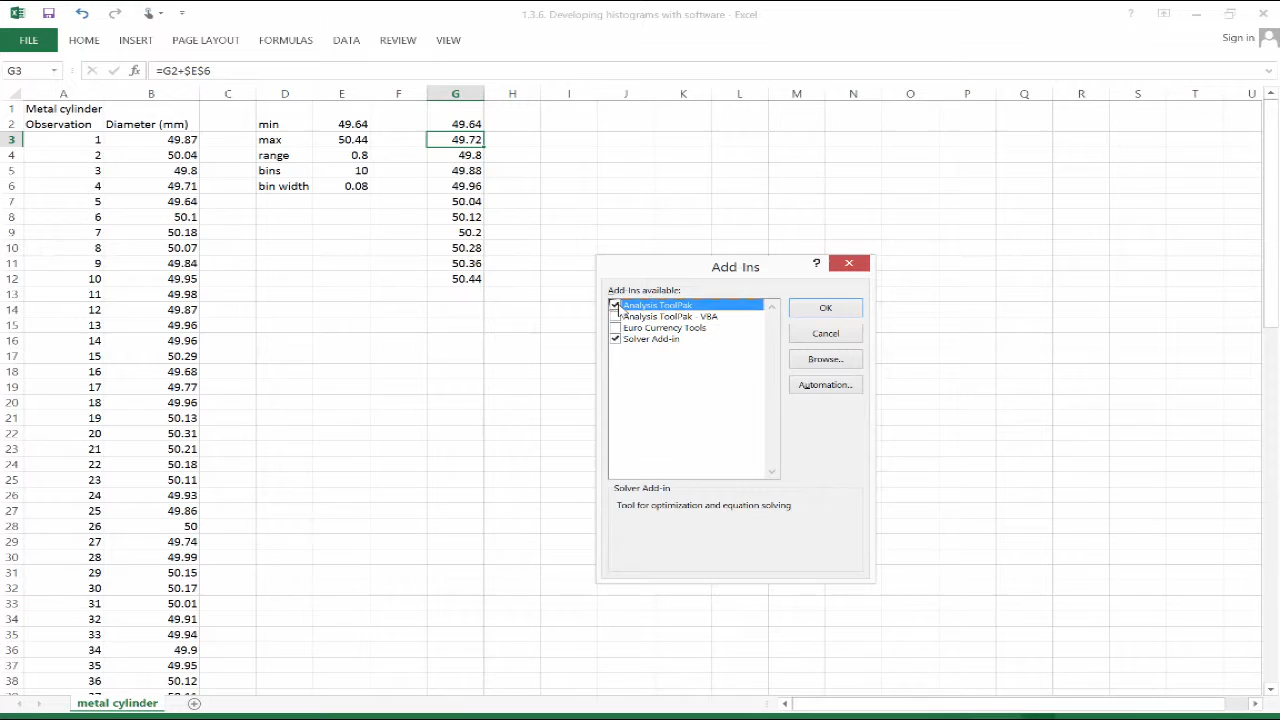 1.3.6. Developing histograms with software - Excel ?
Sign in
FILE HOME INSERT PAGE LAYOUT FORMULAS DATA REVIEW VIEW
G3 fx =G2+$E$6
A B C D E F G H I J K L M N O P Q R S T U
1 Metal cylinder
2 Observation Diameter (mm) min 49.64 49.64
3 1 49.87 max 50.44 49.72
4 2 50.04 range 0.8 49.8
5 3 49.8 bins 10 49.88
6 4 49.71 bin width 0.08 49.96
7 5 49.64 50.04
8 6 50.1 50.12
9 7 50.18 50.2
10 8 50.07 50.28
11 9 49.84 50.36
12 10 49.95 50.44
13 11 49.98
14 12 49.87
15 13 49.96
16 14 49.96
17 15 50.29
18 16 49.68
19 17 49.77
20 18 49.96
21 19 50.13
22 20 50.31
23 21 50.21
24 22 50.18
25 23 50.11
26 24 49.93
27 25 49.86
28 26 50
29 27 49.74
30 28 49.99
31 29 50.15
32 30 50.17
33 31 50.01
34 32 49.91
35 33 49.94
36 34 49.9
37 35 49.95
38 36 50.12
Add-Ins ?
Add-Ins available:
Analysis ToolPak
Analysis ToolPak - VBA
Euro Currency Tools
Solver Add-in
OK
Cancel
Browse...
Automation...
Solver Add-in
Tool for optimization and equation solving
metal cylinder